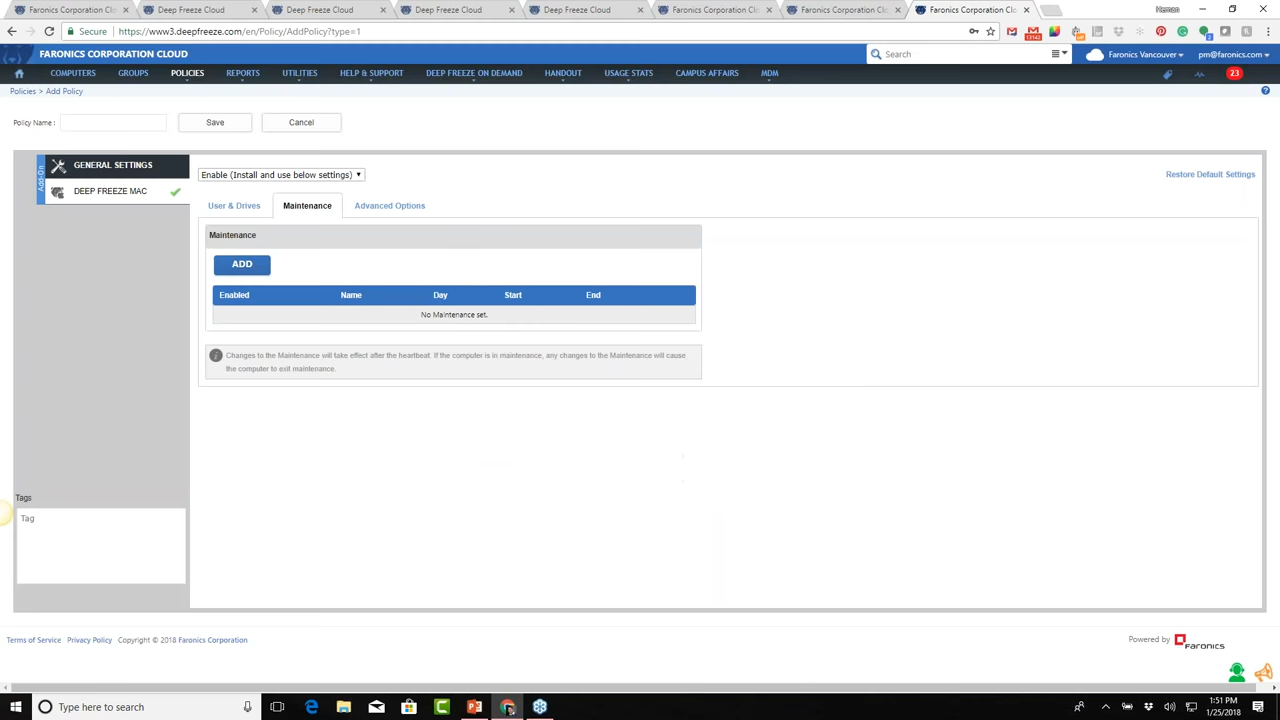 Faronics Corporation Clo
Deep Freeze Cloud
Deep Freeze Cloud
Deep Freeze Cloud
Deep Freeze Cloud
Faronics Corporation Clo
Faronics Corporation Clo
Faronics Corporation Clo
Heman
Secure
https://www3.deepfreeze.com/en/Policy/AddPolicy?type=1
FARONICS CORPORATION CLOUD
Search
Faronics Vancouver
pm@faronics.com
COMPUTERS
GROUPS
POLICIES
REPORTS
UTILITIES
HELP & SUPPORT
DEEP FREEZE ON DEMAND
HANDOUT
USAGE STATS
CAMPUS AFFAIRS
MDM
23
Policies > Add Policy
Policy Name :
Save
Cancel
Add-On
GENERAL SETTINGS
DEEP FREEZE MAC
Enable (Install and use below settings)
Restore Default Settings
User & Drives
Maintenance
Advanced Options
Maintenance
ADD
Enabled Name Day Start End
No Maintenance set.
Changes to the Maintenance will take effect after the heartbeat. If the computer is in maintenance, any changes to the Maintenance will cause
the computer to exit maintenance.
Tags
Tag
Terms of Service Privacy Policy Copyright © 2018 Faronics Corporation
Powered by Faronics
Type here to search
1:51 PM
1/25/2018